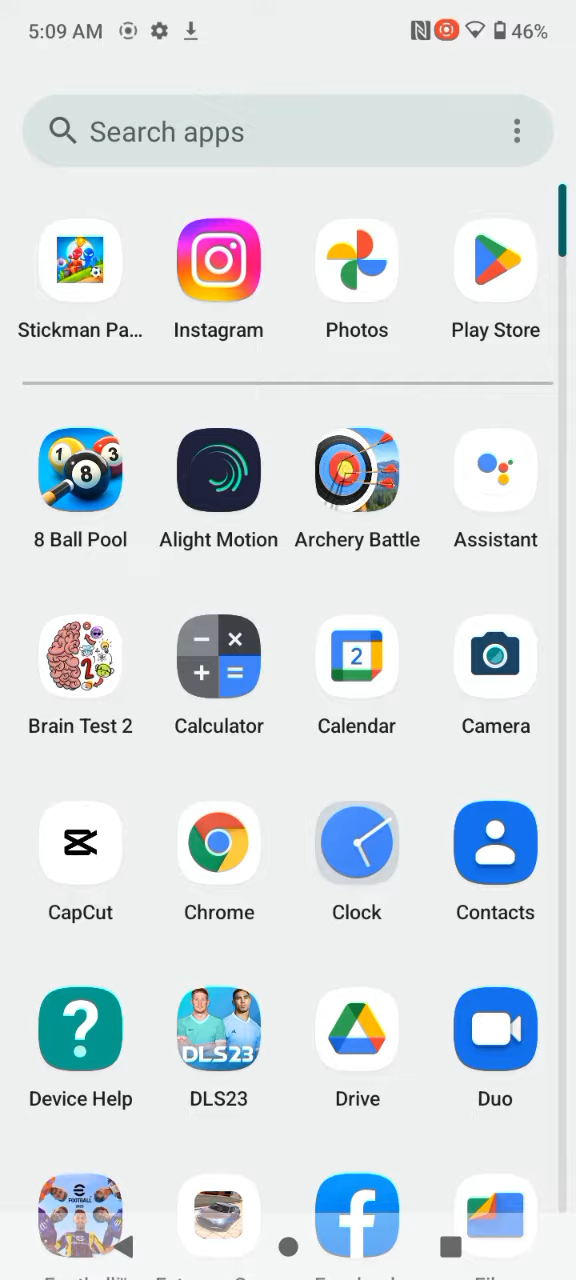 5:09 AM 46%
Search apps
Stickman Pa... Instagram Photos Play Store
8 Ball Pool Alight Motion Archery Battle Assistant
Brain Test 2 Calculator Calendar Camera
CapCut Chrome Clock Contacts
DLS23
Device Help DLS23 Drive Duo